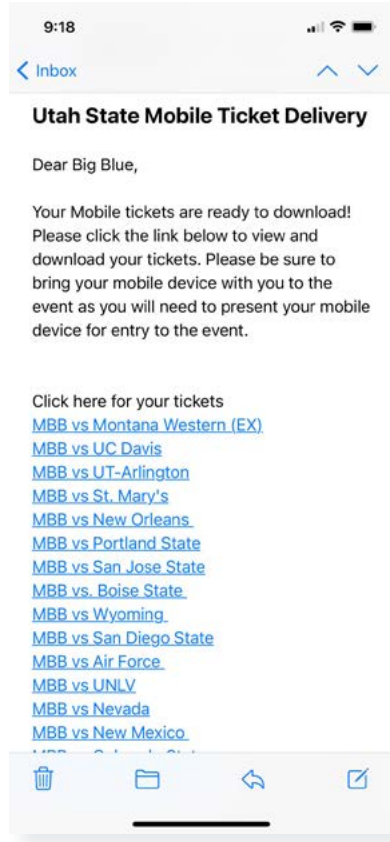 9:18
Inbox
Utah State Mobile Ticket Delivery
Dear Big Blue,
Your Mobile tickets are ready to download!
Please click the link below to view and
download your tickets. Please be sure to
bring your mobile device with you to the
event as you will need to present your mobile
device for entry to the event.
Click here for your tickets
MBB vs Montana Western (EX)
MBB vs UC Davis
MBB vs UT-Arlington
MBB vs St. Mary's
MBB vs New Orleans
MBB vs Portland State
MBB vs San Jose State
MBB vs. Boise State
MBB vs Wyoming
MBB vs San Diego State
MBB vs Air Force
MBB vs UNLV
MBB vs Nevada
MBB vs New Mexico